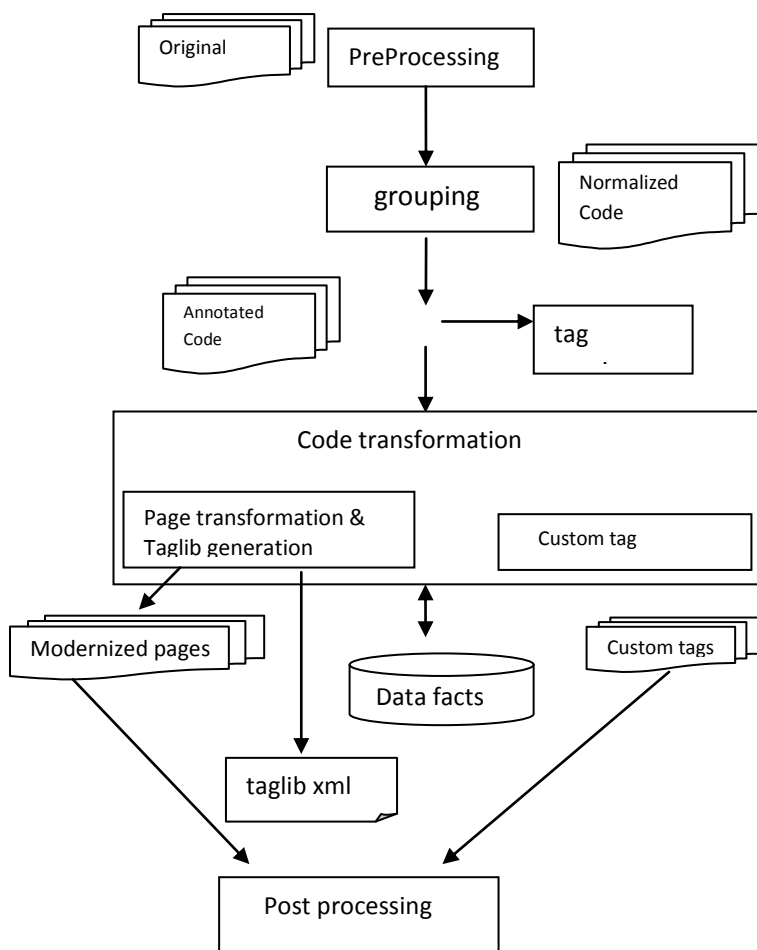 Original
PreProcessing
grouping
Normalized
Code
Annotated
Code
tag
Code transformation
Page transformation &
Taglib generation
Custom tag
Modernized pages
Custom tags
Data facts
taglib xml
Post processing